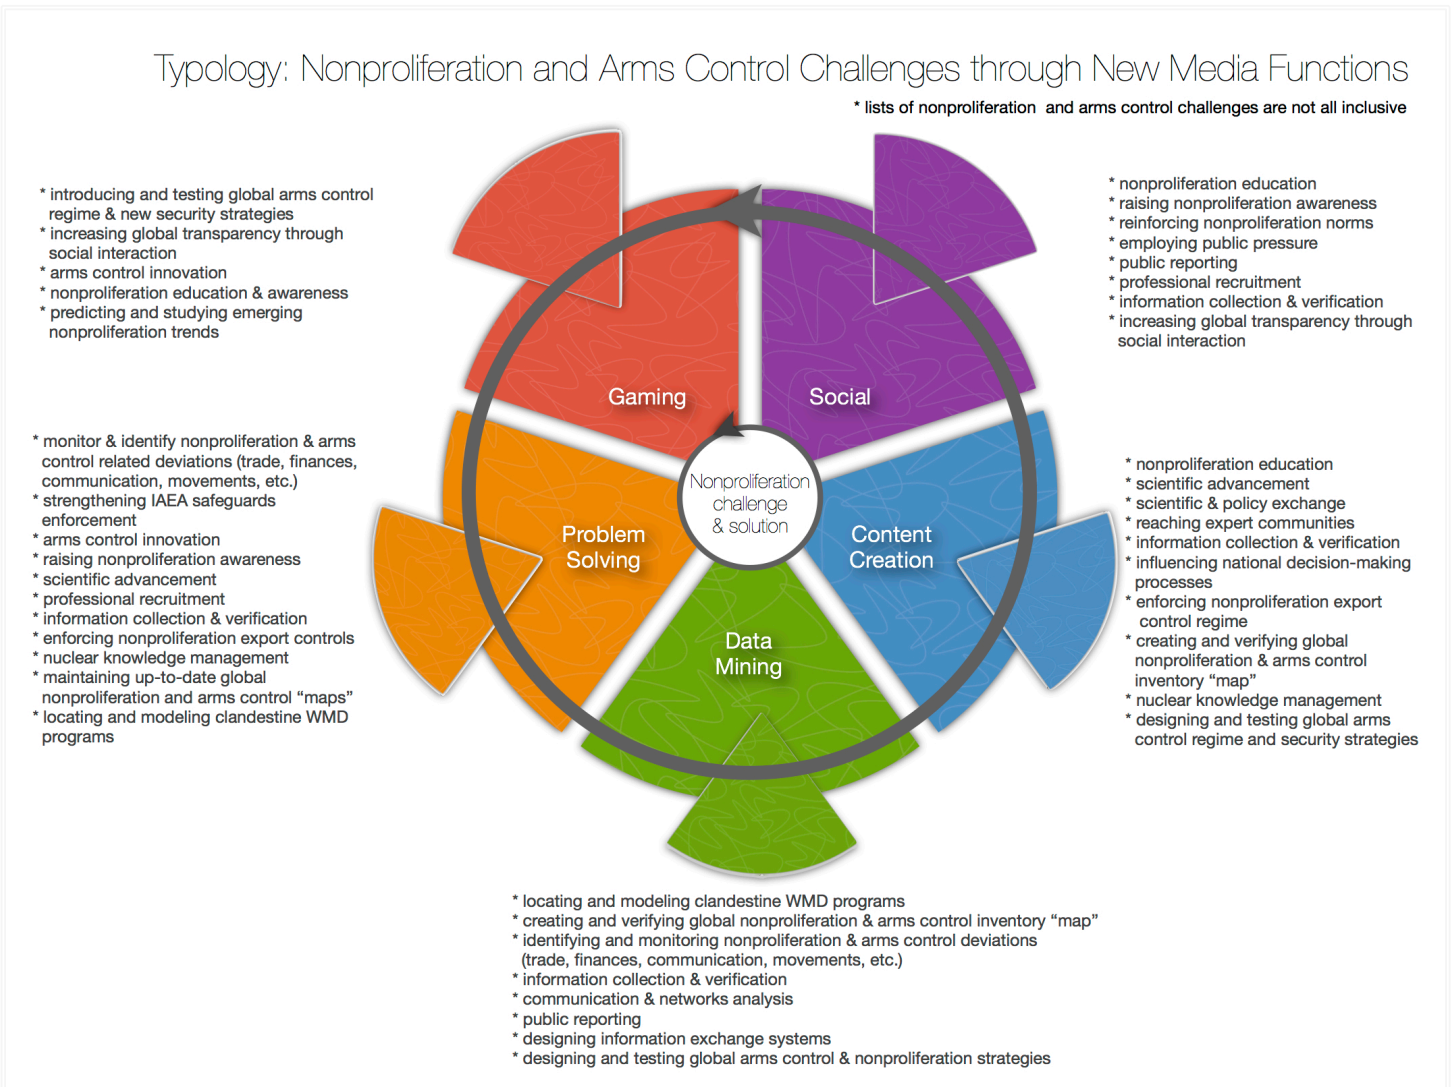 Typology: Nonproliferation and Arms Control Challenges through New Media Functions
* lists of nonproliferation and arms control challenges are not all inclusive
* introducing and testing global arms control
regime & new security strategies
* increasing global transparency through
social interaction
* arms control innovation
* nonproliferation education & awareness
* predicting and studying emerging
nonproliferation trends
* nonproliferation education
* raising nonproliferation awareness
* reinforcing nonproliferation norms
* employing public pressure
* public reporting
* professional recruitment
* information collection & verification
* increasing global transparency through
social interaction
Gaming
Social
Nonproliferation
challenge
& solution
Problem
Solving
Content
Creation
Data
Mining
* monitor & identify nonproliferation & arms
control related deviations (trade, finances,
communication, movements, etc.)
* strengthening IAEA safeguards
enforcement
* arms control innovation
* raising nonproliferation awareness
* scientific advancement
* professional recruitment
* information collection & verification
* enforcing nonproliferation export controls
* nuclear knowledge management
* maintaining up-to-date global
nonproliferation and arms control “maps”
* locating and modeling clandestine WMD
programs
* nonproliferation education
* scientific advancement
* scientific & policy exchange
* reaching expert communities
* information collection & verification
* influencing national decision-making
processes
* enforcing nonproliferation export
control regime
* creating and verifying global
nonproliferation & arms control
inventory “map”
* nuclear knowledge management
* designing and testing global arms
control regime and security strategies
* locating and modeling clandestine WMD programs
* creating and verifying global nonproliferation & arms control inventory “map”
* identifying and monitoring nonproliferation & arms control deviations
(trade, finances, communication, movements, etc.)
* information collection & verification
* communication & networks analysis
* public reporting
* designing information exchange systems
* designing and testing global arms control & nonproliferation strategies